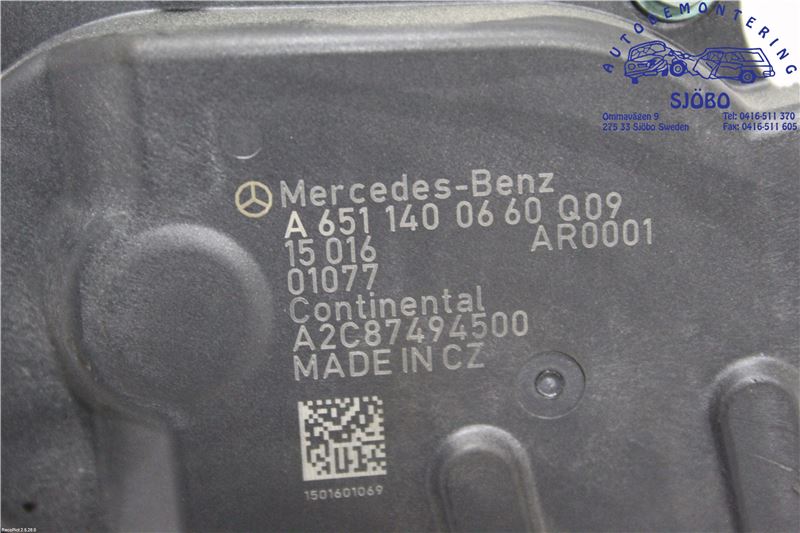 AUTODEMONTERING
SJÖBO
Ommavägen 9 Tel: 0416-511 370
275 33 Sjöbo Sweden Fax: 0416-511 605
Mercedes-Benz
A 651 140 06 60 Q09
15 016 AR0001
01077
Continental
A2C87494500
MADE IN CZ
1501601069